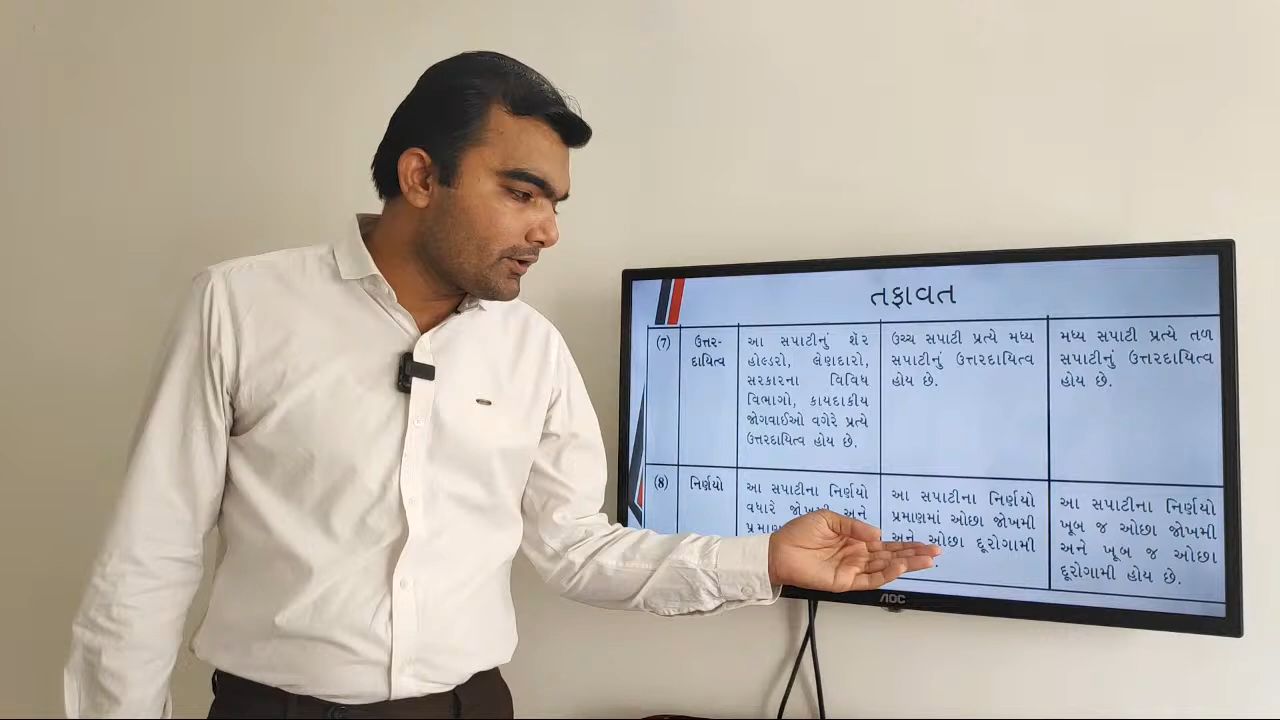 તફાવત
(7) ઉત્તર-
દાયિત્વ
આ સપાટીનું શૅર
હોલ્ડરો, લેણદારો,
સરકારના વિવિધ
વિભાગો, કાયદાકીય
જોગવાઈઓ વગેરે પ્રત્યે
ઉત્તરદાયિત્વ હોય છે.
ઉચ્ચ સપાટી પ્રત્યે મધ્ય
સપાટીનું ઉત્તરદાયિત્વ
હોય છે.
મધ્ય સપાટી પ્રત્યે તળ
સપાટીનું ઉત્તરદાયિત્વ
હોય છે.
(8) નિર્ણયો
આ સપાટીના નિર્ણયો
વધારે અને
આ સપાટીના નિર્ણયો
પ્રમાણમાં ઓછા જોખમી
અને ઓછા દૂરોગામી
આ સપાટીના નિર્ણયો
ખૂબ જ ઓછા જોખમી
અને ખૂબ જ ઓછા
દૂરોગામી હોય છે.
AOC